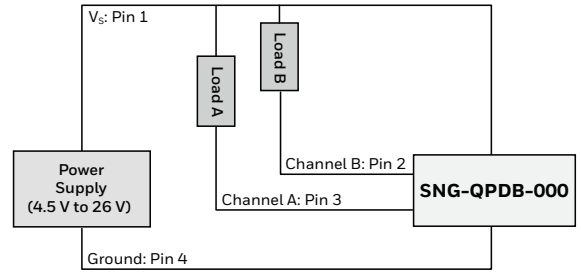 Vs: Pin 1
Load A
Load B
Channel B: Pin 2
Channel A: Pin 3
Power
Supply
(4.5 V to 26 V)
SNG-QPDB-000
Ground: Pin 4